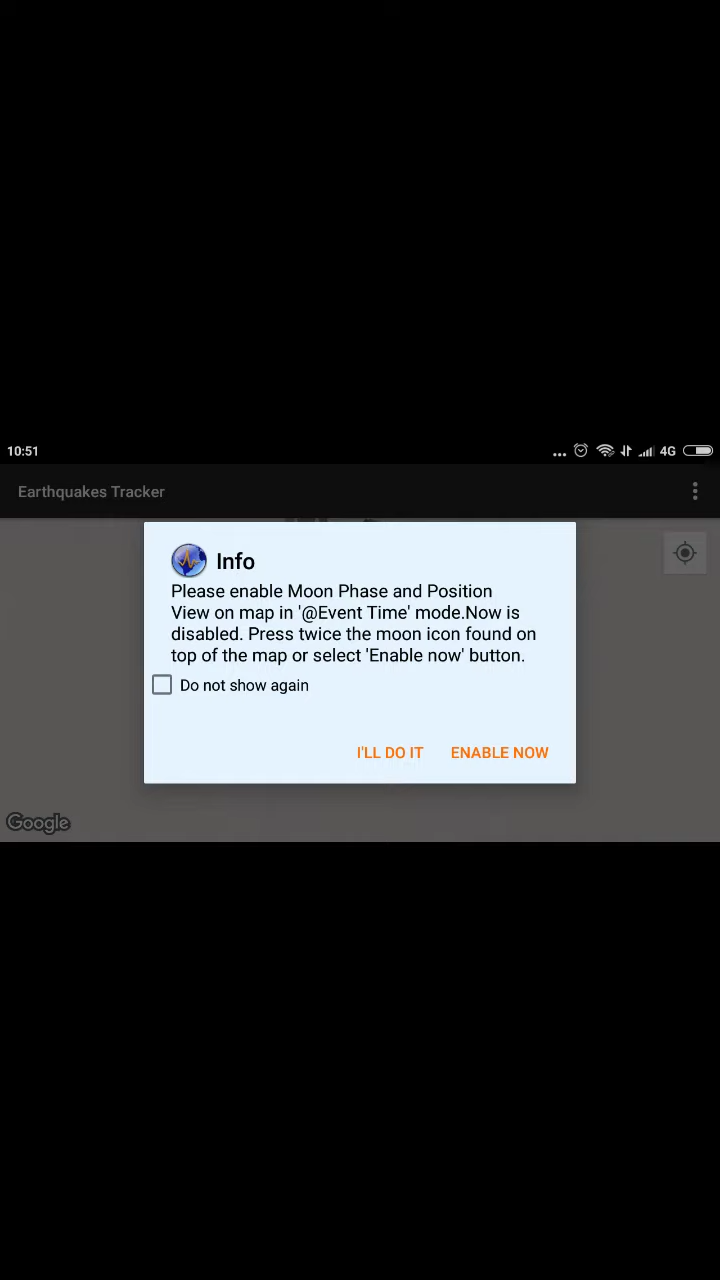 10:51
4G
Earthquakes Tracker
Info
Please enable Moon Phase and Position
View on map in '@Event Time' mode.Now is
disabled. Press twice the moon icon found on
top of the map or select 'Enable now' button.
Do not show again
I'LL DO IT ENABLE NOW
Google